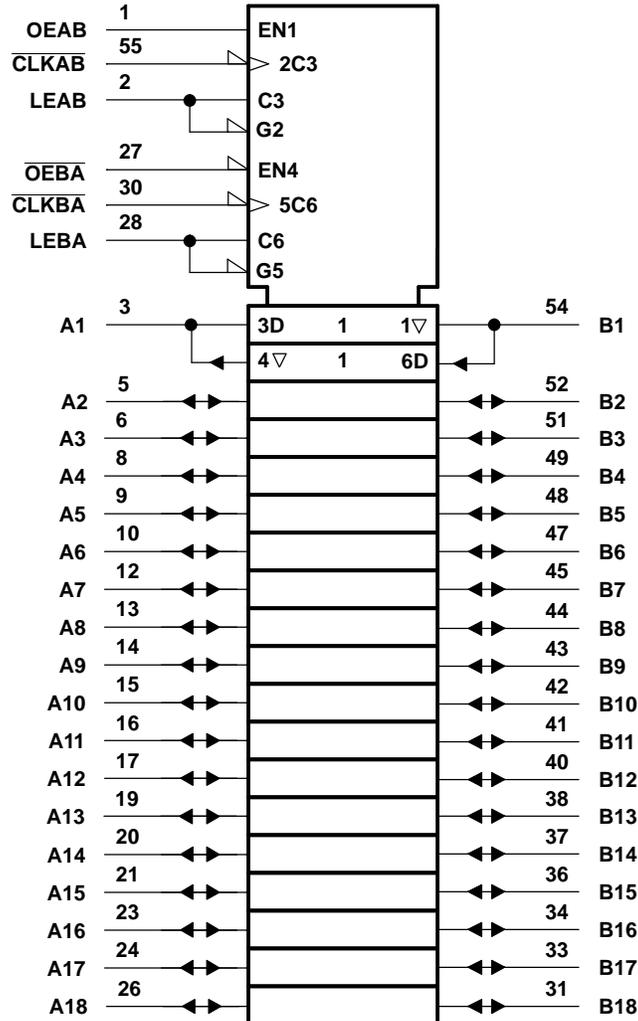 1
OEAB EN1
55
CLKAB 2C3
2
LEAB C3
G2
27
OEBA EN4
30
CLKBA 5C6
28
LEBA C6
G5
3 54
A1 3D 1 1▽ B1
4▽ 1 6D
5 52
A2 B2
6 51
A3 B3
8 49
A4 B4
9 48
A5 B5
10 47
A6 B6
12 45
A7 B7
13 44
A8 B8
14 43
A9 B9
15 42
A10 B10
16 41
A11 B11
17 40
A12 B12
19 38
A13 B13
20 37
A14 B14
21 36
A15 B15
23 34
A16 B16
24 33
A17 B17
26 31
A18 B18